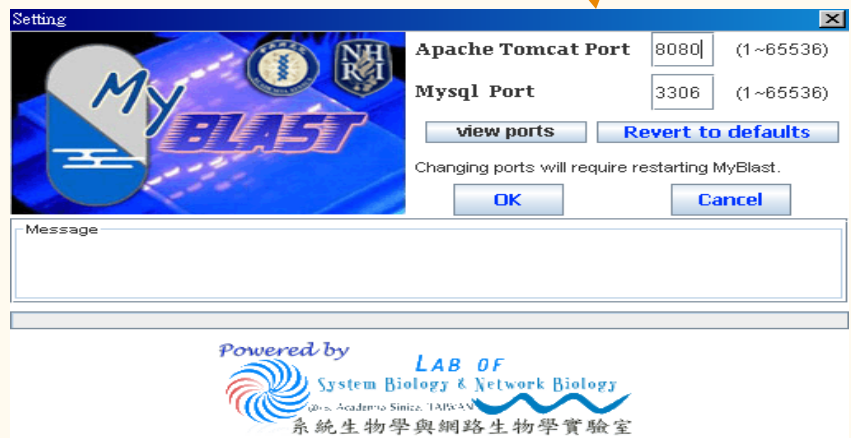 Setting
My
BLAST
NH
RI
Apache Tomcat Port 8080 (1~65536)
Mysql Port 3306 (1~65536)
view ports Revert to defaults
Changing ports will require restarting MyBlast.
OK Cancel
Message
Powered by
LAB OF
System Biology & Network Biology
Academia Sinica, TAIWAN
系統生物學與網路生物學實驗室